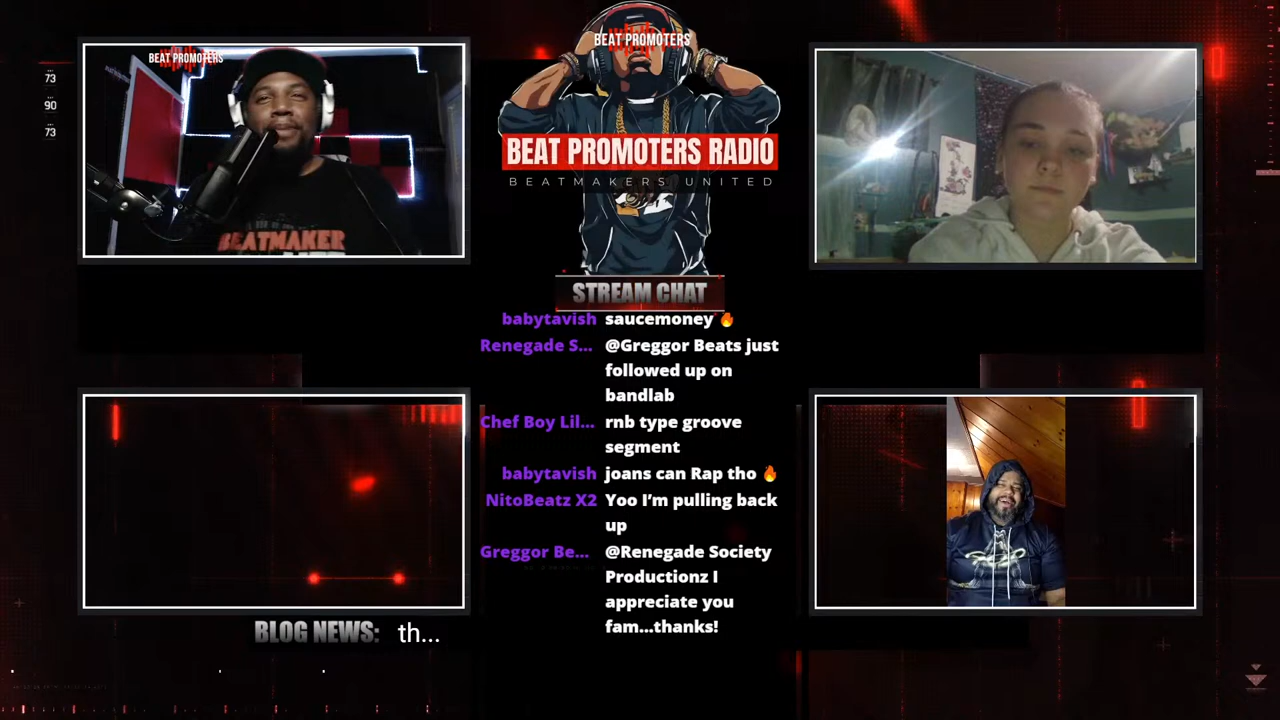 BEAT PROMOTERS
BEAT PROMOTERS
73
90
73
BEATMAKER
BEAT PROMOTERS RADIO
BEATMAKERS UNITED
STREAM CHAT
babytavish saucemoney 🔥
Renegade S... @Greggor Beats just
followed up on
bandlab
Chef Boy Lil... rnb type groove
segment
babytavish joans can Rap tho 🔥
NitoBeatz X2 Yoo I’m pulling back
up
Greggor Be... @Renegade Society
Productionz I
appreciate you
fam...thanks!
BLOG NEWS: th...